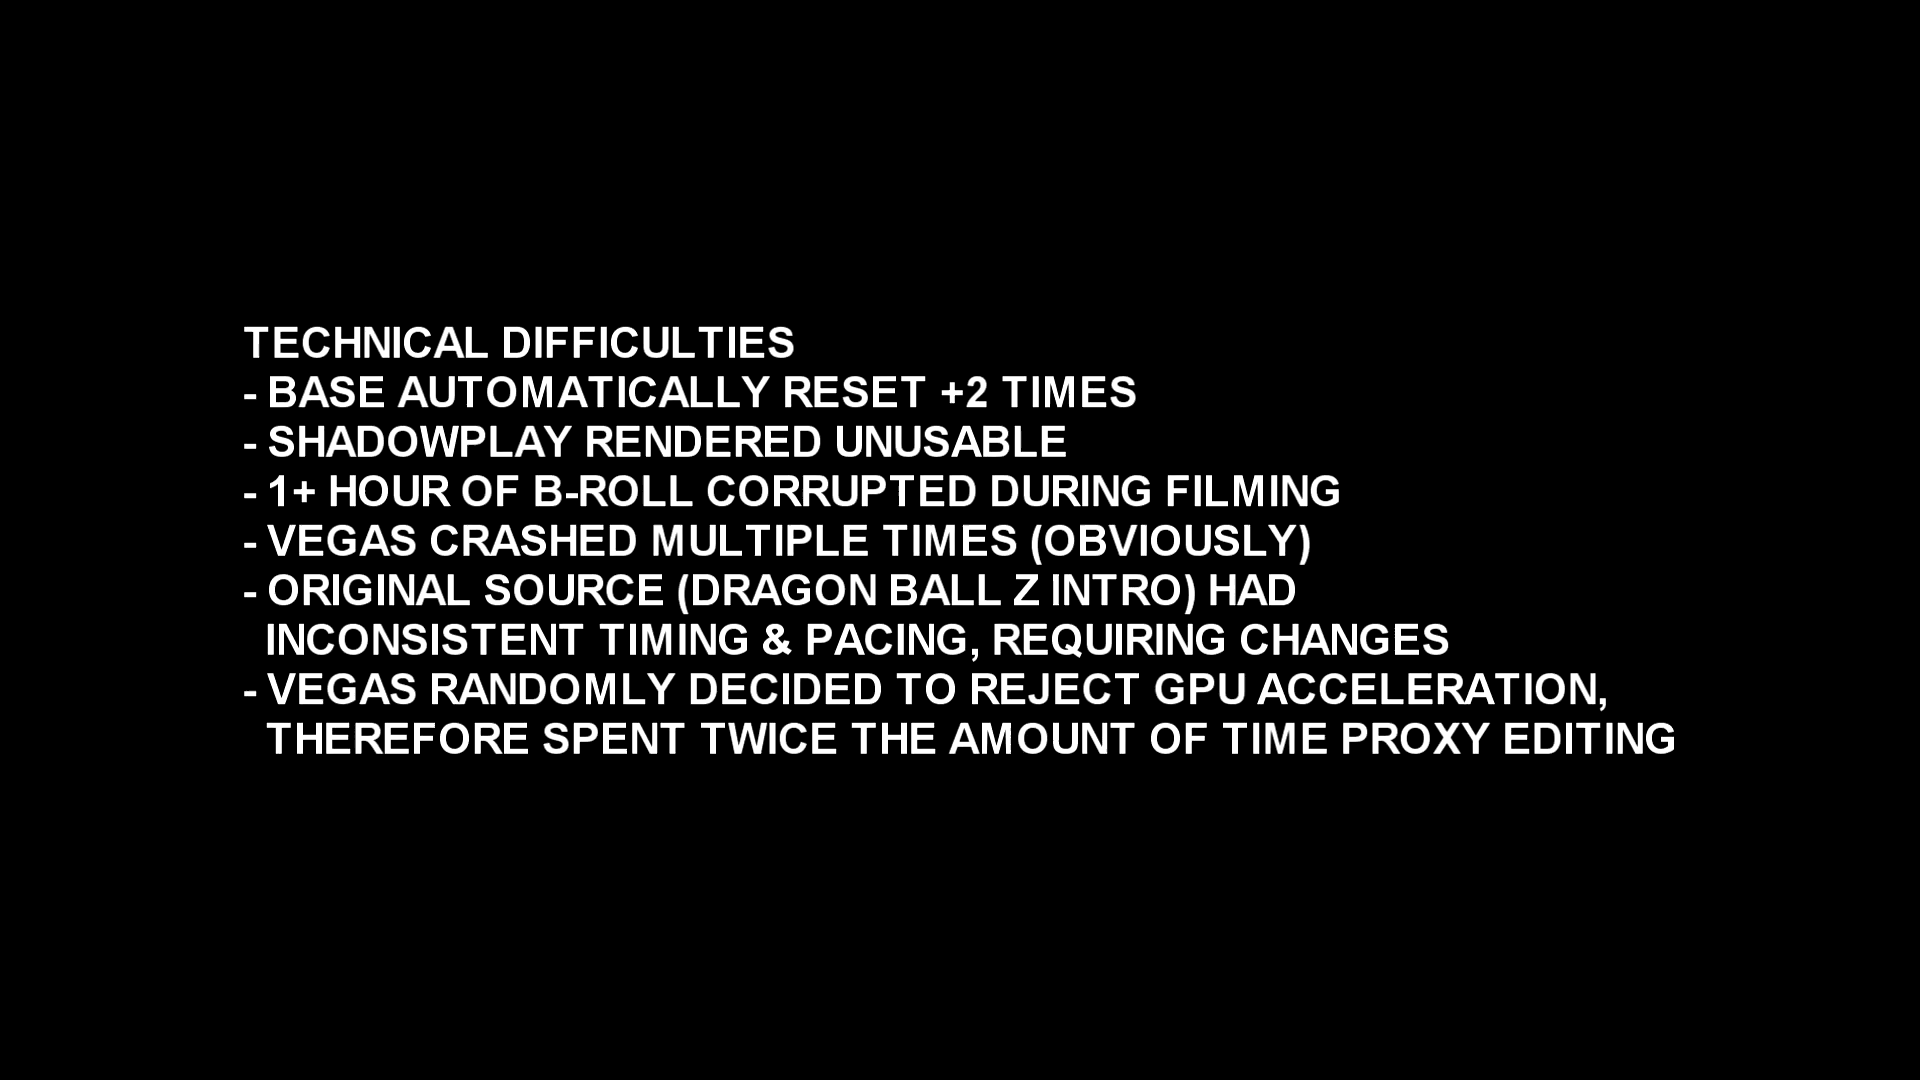 TECHNICAL DIFFICULTIES
- BASE AUTOMATICALLY RESET +2 TIMES
- SHADOWPLAY RENDERED UNUSABLE
- 1+ HOUR OF B-ROLL CORRUPTED DURING FILMING
- VEGAS CRASHED MULTIPLE TIMES (OBVIOUSLY)
- ORIGINAL SOURCE (DRAGON BALL Z INTRO) HAD
INCONSISTENT TIMING & PACING, REQUIRING CHANGES
- VEGAS RANDOMLY DECIDED TO REJECT GPU ACCELERATION,
THEREFORE SPENT TWICE THE AMOUNT OF TIME PROXY EDITING